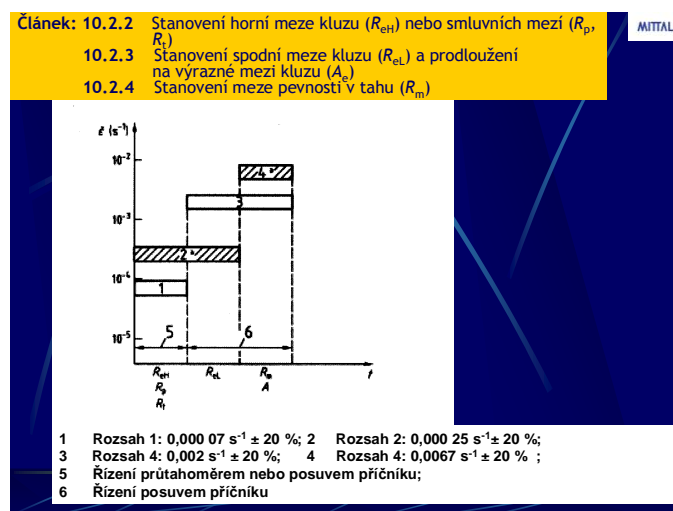 Článek: 10.2.2 Stanovení horní meze kluzu (ReH) nebo smluvních mezí (Rp,
Rt)
10.2.3 Stanovení spodní meze kluzu (ReL) a prodloužení
na výrazné mezi kluzu (Ae)
10.2.4 Stanovení meze pevnosti v tahu (Rm)
MITTAL
ε̇ (s⁻¹)
10⁻²
4*
3
10⁻³
2*
10⁻⁴
1
10⁻⁵
5 6
ReH ReL Rm t
Rp A
Rt
1 Rozsah 1: 0,000 07 s⁻¹ ± 20 %; 2 Rozsah 2: 0,000 25 s⁻¹± 20 %;
3 Rozsah 4: 0,002 s⁻¹ ± 20 %; 4 Rozsah 4: 0,0067 s⁻¹ ± 20 % ;
5 Řízení průtahoměrem nebo posuvem příčníku;
6 Řízení posuvem příčníku